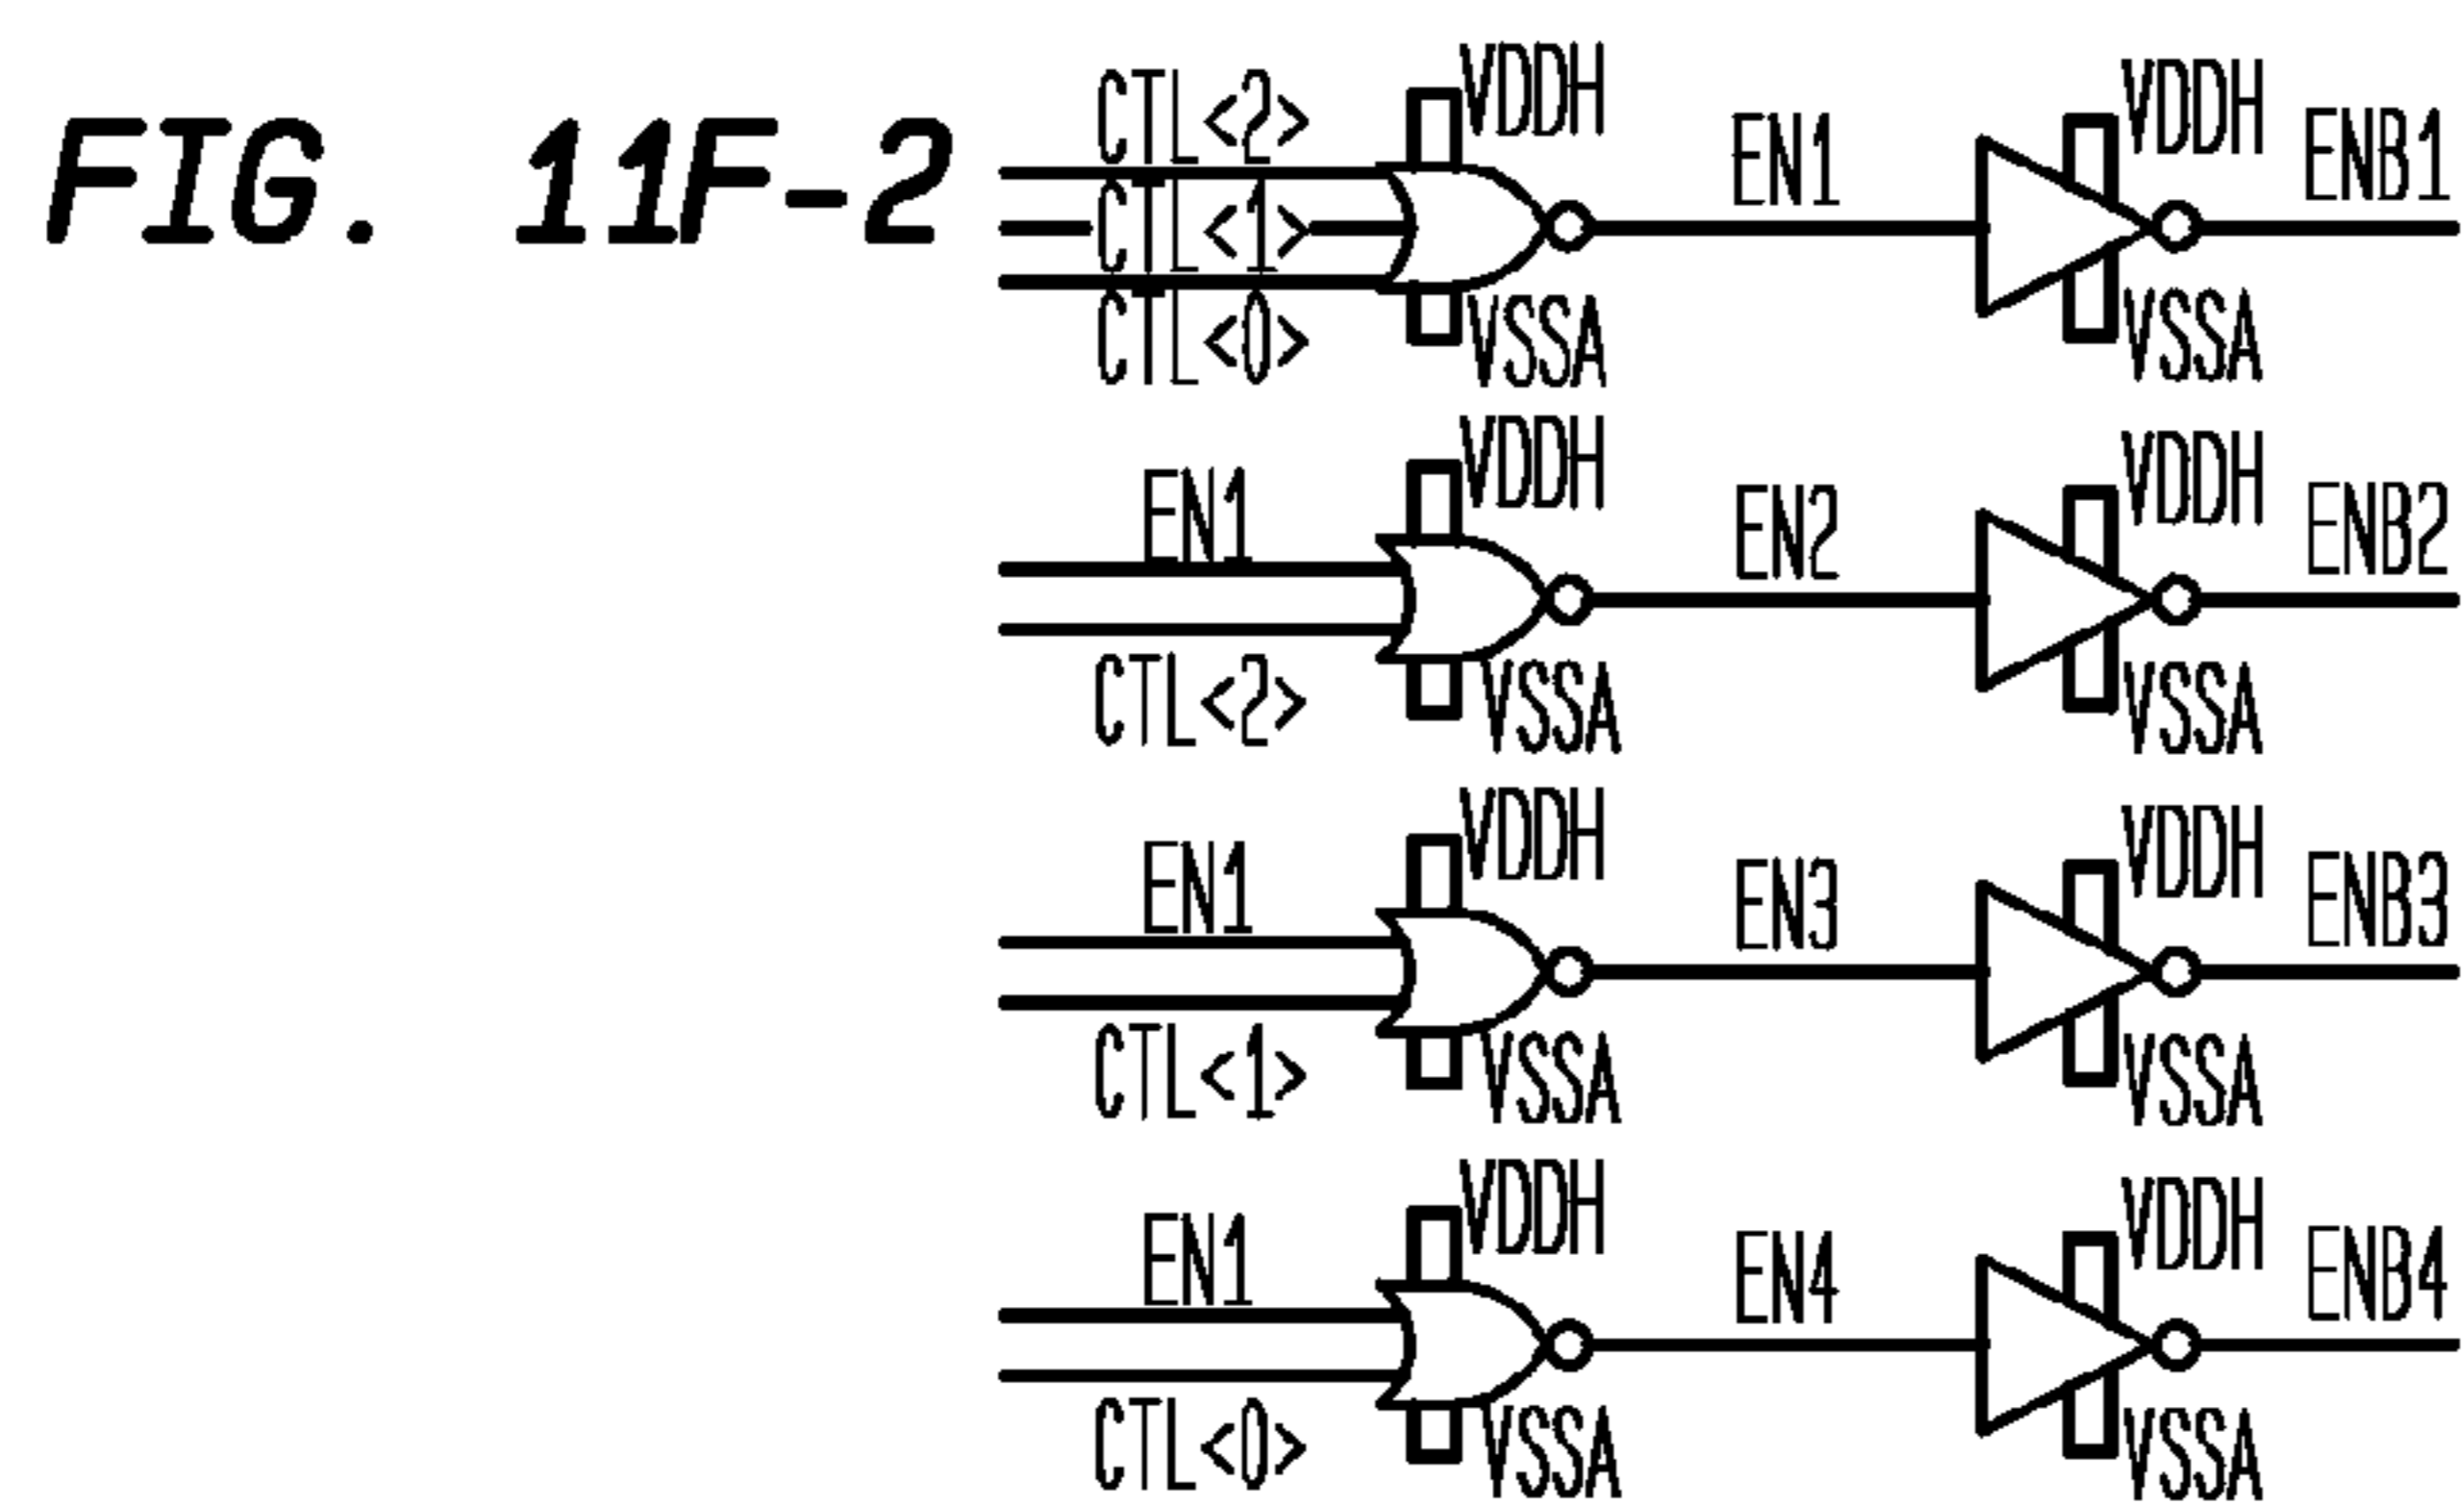 FIG. 11F-2
CTL<2>
VDDH
EN1
VDDH
ENB1
CTL<1>
CTL<0>
VSSA
VSSA
EN1
VDDH
EN2
VDDH
ENB2
CTL<2>
VSSA
VSSA
EN1
VDDH
EN3
VDDH
ENB3
CTL<1>
VSSA
VSSA
EN1
VDDH
EN4
VDDH
ENB4
CTL<0>
VSSA
VSSA